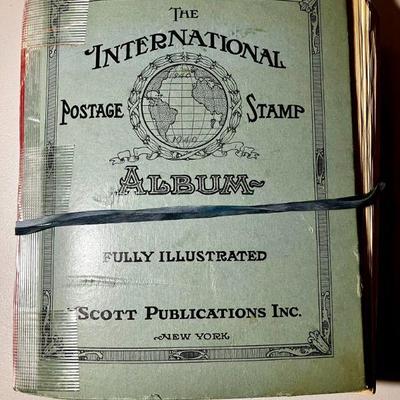 THE
INTERNATIONAL
POSTAGE STAMP
1940
ALBUM
FULLY ILLUSTRATED
SCOTT PUBLICATIONS INC.
NEW YORK